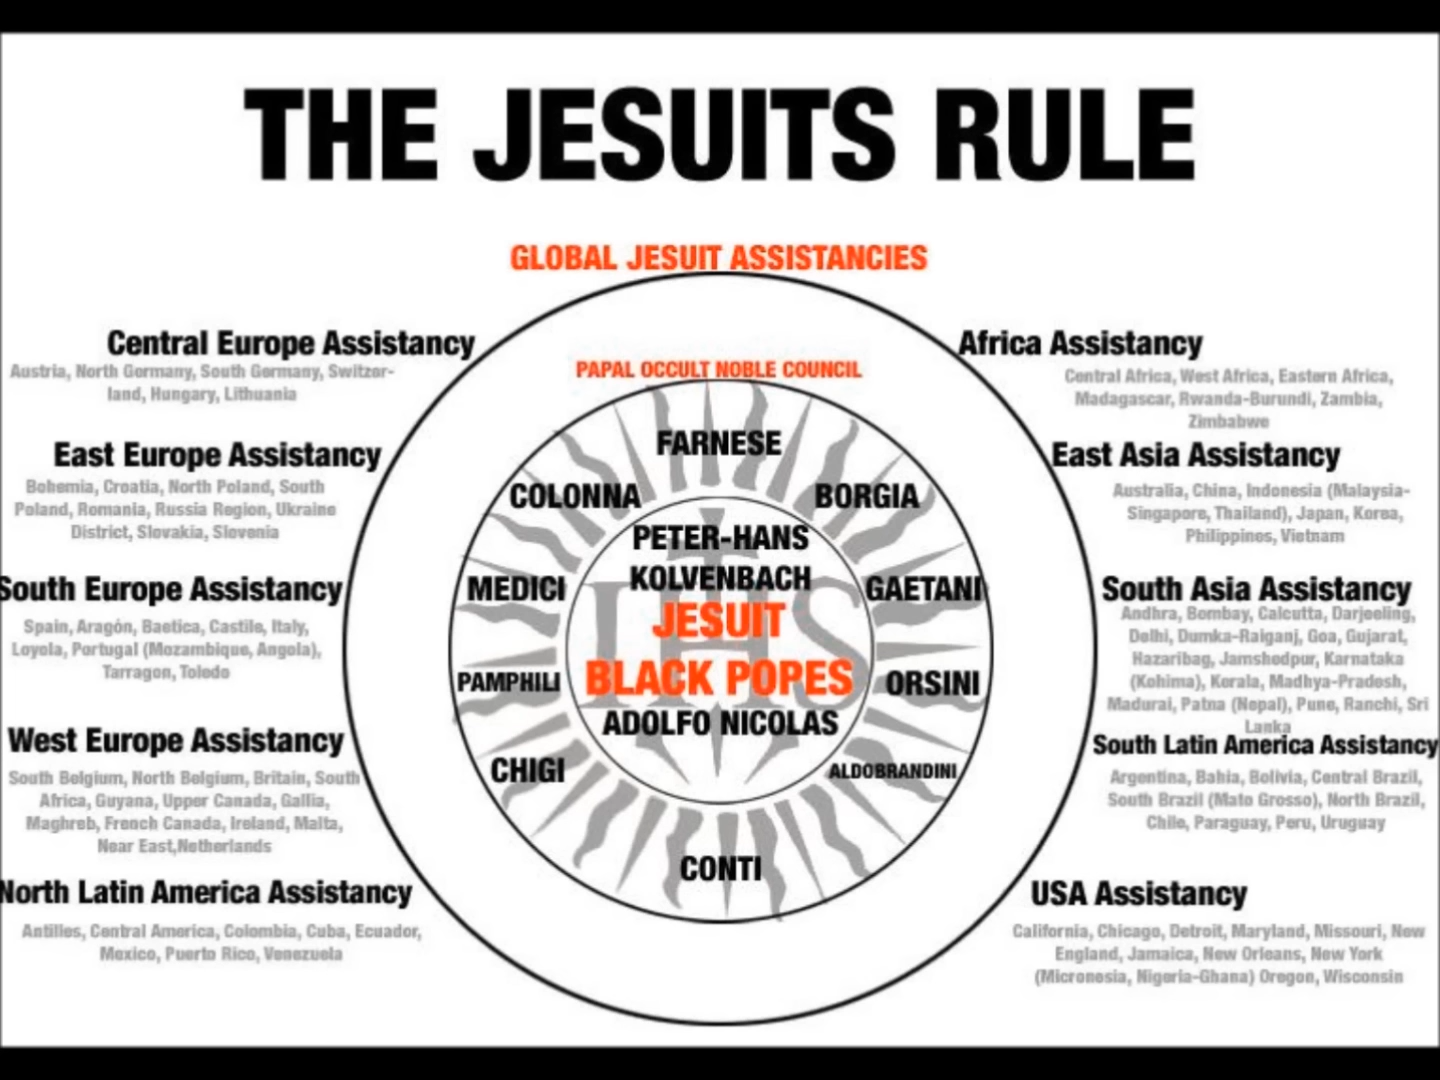 THE JESUITS RULE
GLOBAL JESUIT ASSISTANCIES
Central Europe Assistancy
Austria, North Germany, South Germany, Switzer-
land, Hungary, Lithuania
East Europe Assistancy
Bohemia, Croatia, North Poland, South
Poland, Romania, Russia Region, Ukraine
District, Slovakia, Slovenia
South Europe Assistancy
Spain, Aragón, Baetica, Castile, Italy,
Loyola, Portugal (Mozambique, Angola),
Tarragon, Toledo
West Europe Assistancy
South Belgium, North Belgium, Britain, South
Africa, Guyana, Upper Canada, Gallia,
Maghreb, French Canada, Ireland, Malta,
Near East,Netherlands
North Latin America Assistancy
Antilles, Central America, Colombia, Cuba, Ecuador,
Mexico, Puerto Rico, Venezuela
PAPAL OCCULT NOBLE COUNCIL
FARNESE
COLONNA
BORGIA
MEDICI
GAETANI
PAMPHILI
ORSINI
CHIGI
ALDOBRANDINI
CONTI
PETER-HANS
KOLVENBACH
JESUIT
BLACK POPES
ADOLFO NICOLAS
IHS
Africa Assistancy
Central Africa, West Africa, Eastern Africa,
Madagascar, Rwanda-Burundi, Zambia,
Zimbabwe
East Asia Assistancy
Australia, China, Indonesia (Malaysia-
Singapore, Thailand), Japan, Korea,
Philippines, Vietnam
South Asia Assistancy
Andhra, Bombay, Calcutta, Darjeeling,
Delhi, Dumka-Raiganj, Goa, Gujarat,
Hazaribag, Jamshedpur, Karnataka
(Kohima), Kerala, Madhya-Pradesh,
Madurai, Patna (Nepal), Pune, Ranchi, Sri
Lanka
South Latin America Assistancy
Argentina, Bahia, Bolivia, Central Brazil,
South Brazil (Mato Grosso), North Brazil,
Chile, Paraguay, Peru, Uruguay
USA Assistancy
California, Chicago, Detroit, Maryland, Missouri, New
England, Jamaica, New Orleans, New York
(Micronesia, Nigeria-Ghana) Oregon, Wisconsin